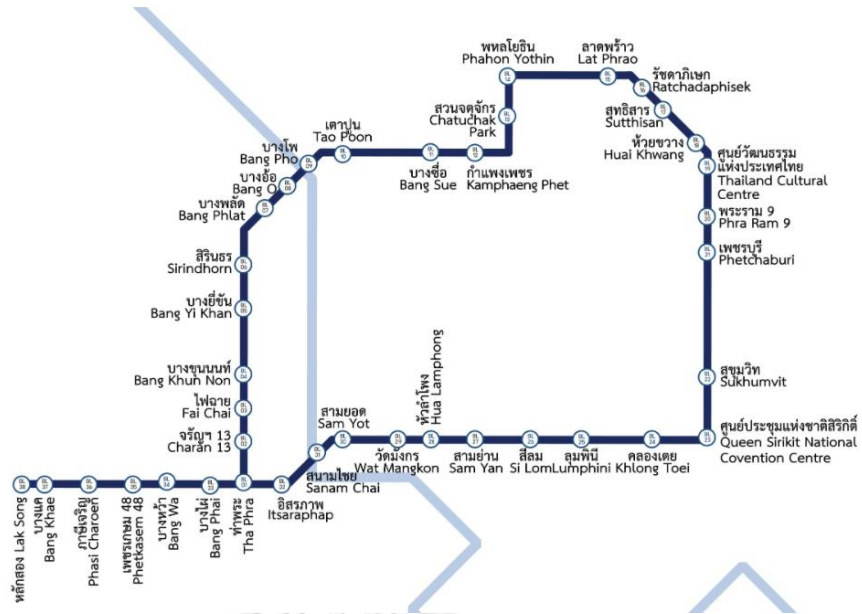 พหลโยธิน
Phahon Yothin
ลาดพร้าว
Lat Phrao
รัชดาภิเษก
Ratchadaphisek
สวนจตุจักร
Chatuchak
Park
สุทธิสาร
Sutthisan
ห้วยขวาง
Huai Khwang
ศูนย์วัฒนธรรม
แห่งประเทศไทย
Thailand Cultural
Centre
เตาปูน
Tao Poon
บางโพ
Bang Pho
บางอ้อ
Bang O
บางพลัด
Bang Phlat
บางซื่อ
Bang Sue
กำแพงเพชร
Kamphaeng Phet
พระราม 9
Phra Ram 9
เพชรบุรี
Phetchaburi
สิรินธร
Sirindhorn
บางยี่ขัน
Bang Yi Khan
บางขุนนนท์
Bang Khun Non
ไฟฉาย
Fai Chai
จรัญฯ 13
Charan 13
สุขุมวิท
Sukhumvit
ศูนย์ประชุมแห่งชาติสิริกิติ์
Queen Sirikit National
Covention Centre
สามยอด
Sam Yot
หัวลำโพง
Hua Lamphong
วัดมังกร
Wat Mangkon
สามย่าน
Sam Yan
สีลม
Si Lom
ลุมพินี
Lumphini
คลองเตย
Khlong Toei
สนามไชย
Sanam Chai
อิสรภาพ
Itsaraphap
หลักสอง Lak Song
บางแค
Bang Khae
ภาษีเจริญ
Phasi Charoen
เพชรเกษม 48
Phetkasem 48
บางหว้า
Bang Wa
บางไผ่
Bang Phai
ท่าพระ
Tha Phra